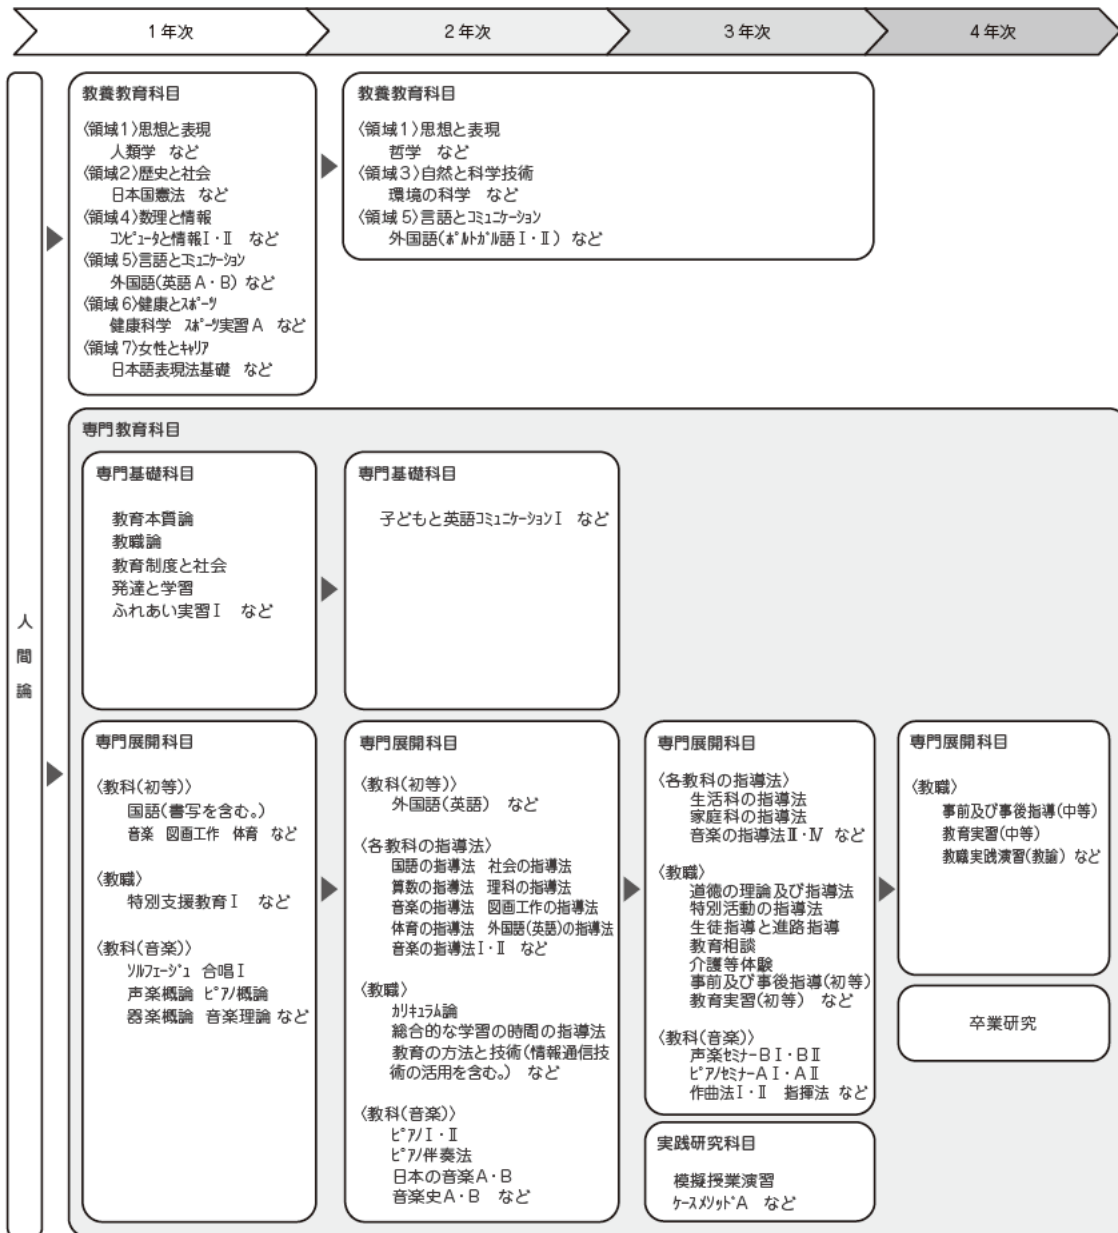 1年次
2年次
3年次
4年次
人間論
教養教育科目
〈領域1〉思想と表現
人類学 など
〈領域2〉歴史と社会
日本国憲法 など
〈領域4〉数理と情報
コンピュータと情報Ⅰ・Ⅱ など
〈領域5〉言語とコミュニケーション
外国語(英語A・B) など
〈領域6〉健康とスポーツ
健康科学 スポーツ実習A など
〈領域7〉女性とキャリア
日本語表現法基礎 など
教養教育科目
〈領域1〉思想と表現
哲学 など
〈領域3〉自然と科学技術
環境の科学 など
〈領域5〉言語とコミュニケーション
外国語(ポルトガル語Ⅰ・Ⅱ) など
専門教育科目
専門基礎科目
教育本質論
教職論
教育制度と社会
発達と学習
ふれあい実習Ⅰ など
専門基礎科目
子どもと英語コミュニケーションⅠ など
専門展開科目
〈教科(初等)〉
国語(書写を含む。)
音楽 図画工作 体育 など
〈教職〉
特別支援教育Ⅰ など
〈教科(音楽)〉
ソルフェージュ 合唱Ⅰ
声楽概論 ピアノ概論
器楽概論 音楽理論 など
専門展開科目
〈教科(初等)〉
外国語(英語) など
〈各教科の指導法〉
国語の指導法 社会の指導法
算数の指導法 理科の指導法
音楽の指導法 図画工作の指導法
体育の指導法 外国語(英語)の指導法
音楽の指導法Ⅰ・Ⅱ など
〈教職〉
カリキュラム論
総合的な学習の時間の指導法
教育の方法と技術(情報通信技
術の活用を含む。) など
〈教科(音楽)〉
ピアノⅠ・Ⅱ
ピアノ伴奏法
日本の音楽A・B
音楽史A・B など
専門展開科目
〈各教科の指導法〉
生活科の指導法
家庭科の指導法
音楽の指導法Ⅲ・Ⅳ など
〈教職〉
道徳の理論及び指導法
特別活動の指導法
生徒指導と進路指導
教育相談
介護等体験
事前及び事後指導(初等)
教育実習(初等) など
〈教科(音楽)〉
声楽セミナーBⅠ・BⅡ
ピアノセミナーAⅠ・AⅡ
作曲法Ⅰ・Ⅱ 指揮法 など
実践研究科目
模擬授業演習
ケースメソッドA など
専門展開科目
〈教職〉
事前及び事後指導(中等)
教育実習(中等)
教職実践演習(教諭) など
卒業研究